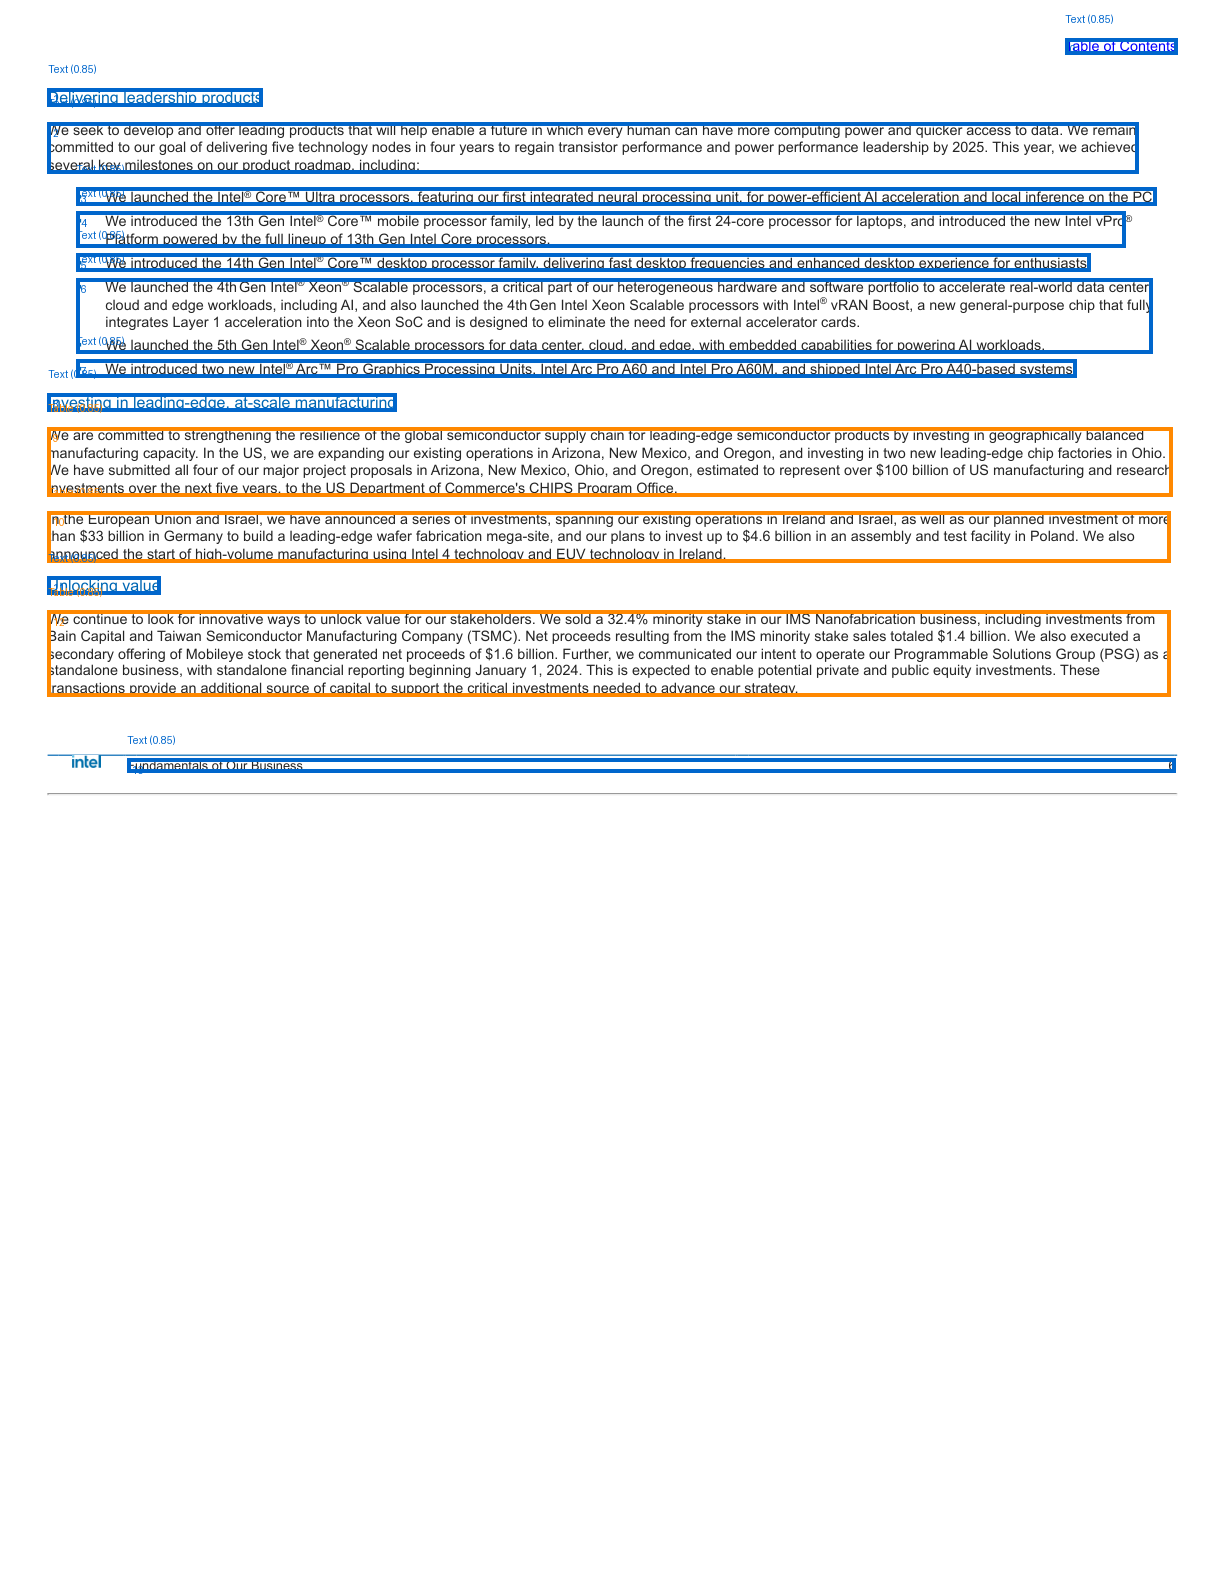 Text (0.85)
Table of Contents
Text (0.85)
Delivering leadership products
We seek to develop and offer leading products that will help enable a future in which every human can have more computing power and quicker access to data. We remain
committed to our goal of delivering five technology nodes in four years to regain transistor performance and power performance leadership by 2025. This year, we achieved
several key milestones on our product roadmap, including:
Text (0.85)
We launched the Intel® Core™ Ultra processors, featuring our first integrated neural processing unit, for power-efficient AI acceleration and local inference on the PC.
4
We introduced the 13th Gen Intel® Core™ mobile processor family, led by the launch of the first 24-core processor for laptops, and introduced the new Intel vPro®
Text (0.85)
Platform powered by the full lineup of 13th Gen Intel Core processors.
Text (0.85)
We introduced the 14th Gen Intel® Core™ desktop processor family, delivering fast desktop frequencies and enhanced desktop experience for enthusiasts.
6
We launched the 4th Gen Intel® Xeon® Scalable processors, a critical part of our heterogeneous hardware and software portfolio to accelerate real-world data center,
cloud and edge workloads, including AI, and also launched the 4th Gen Intel Xeon Scalable processors with Intel® vRAN Boost, a new general-purpose chip that fully
integrates Layer 1 acceleration into the Xeon SoC and is designed to eliminate the need for external accelerator cards.
Text (0.85)
We launched the 5th Gen Intel® Xeon® Scalable processors for data center, cloud, and edge, with embedded capabilities for powering AI workloads.
We introduced two new Intel® Arc™ Pro Graphics Processing Units, Intel Arc Pro A60 and Intel Pro A60M, and shipped Intel Arc Pro A40-based systems.
Text (0.85)
Investing in leading-edge, at-scale manufacturing
We are committed to strengthening the resilience of the global semiconductor supply chain for leading-edge semiconductor products by investing in geographically balanced
manufacturing capacity. In the US, we are expanding our existing operations in Arizona, New Mexico, and Oregon, and investing in two new leading-edge chip factories in Ohio.
We have submitted all four of our major project proposals in Arizona, New Mexico, Ohio, and Oregon, estimated to represent over $100 billion of US manufacturing and research
investments over the next five years, to the US Department of Commerce's CHIPS Program Office.
10
In the European Union and Israel, we have announced a series of investments, spanning our existing operations in Ireland and Israel, as well as our planned investment of more
than $33 billion in Germany to build a leading-edge wafer fabrication mega-site, and our plans to invest up to $4.6 billion in an assembly and test facility in Poland. We also
announced the start of high-volume manufacturing using Intel 4 technology and EUV technology in Ireland.
Text (0.85)
Unlocking value
12
We continue to look for innovative ways to unlock value for our stakeholders. We sold a 32.4% minority stake in our IMS Nanofabrication business, including investments from
Bain Capital and Taiwan Semiconductor Manufacturing Company (TSMC). Net proceeds resulting from the IMS minority stake sales totaled $1.4 billion. We also executed a
secondary offering of Mobileye stock that generated net proceeds of $1.6 billion. Further, we communicated our intent to operate our Programmable Solutions Group (PSG) as a
standalone business, with standalone financial reporting beginning January 1, 2024. This is expected to enable potential private and public equity investments. These
transactions provide an additional source of capital to support the critical investments needed to advance our strategy.
Text (0.85)
intel
Fundamentals of Our Business 6